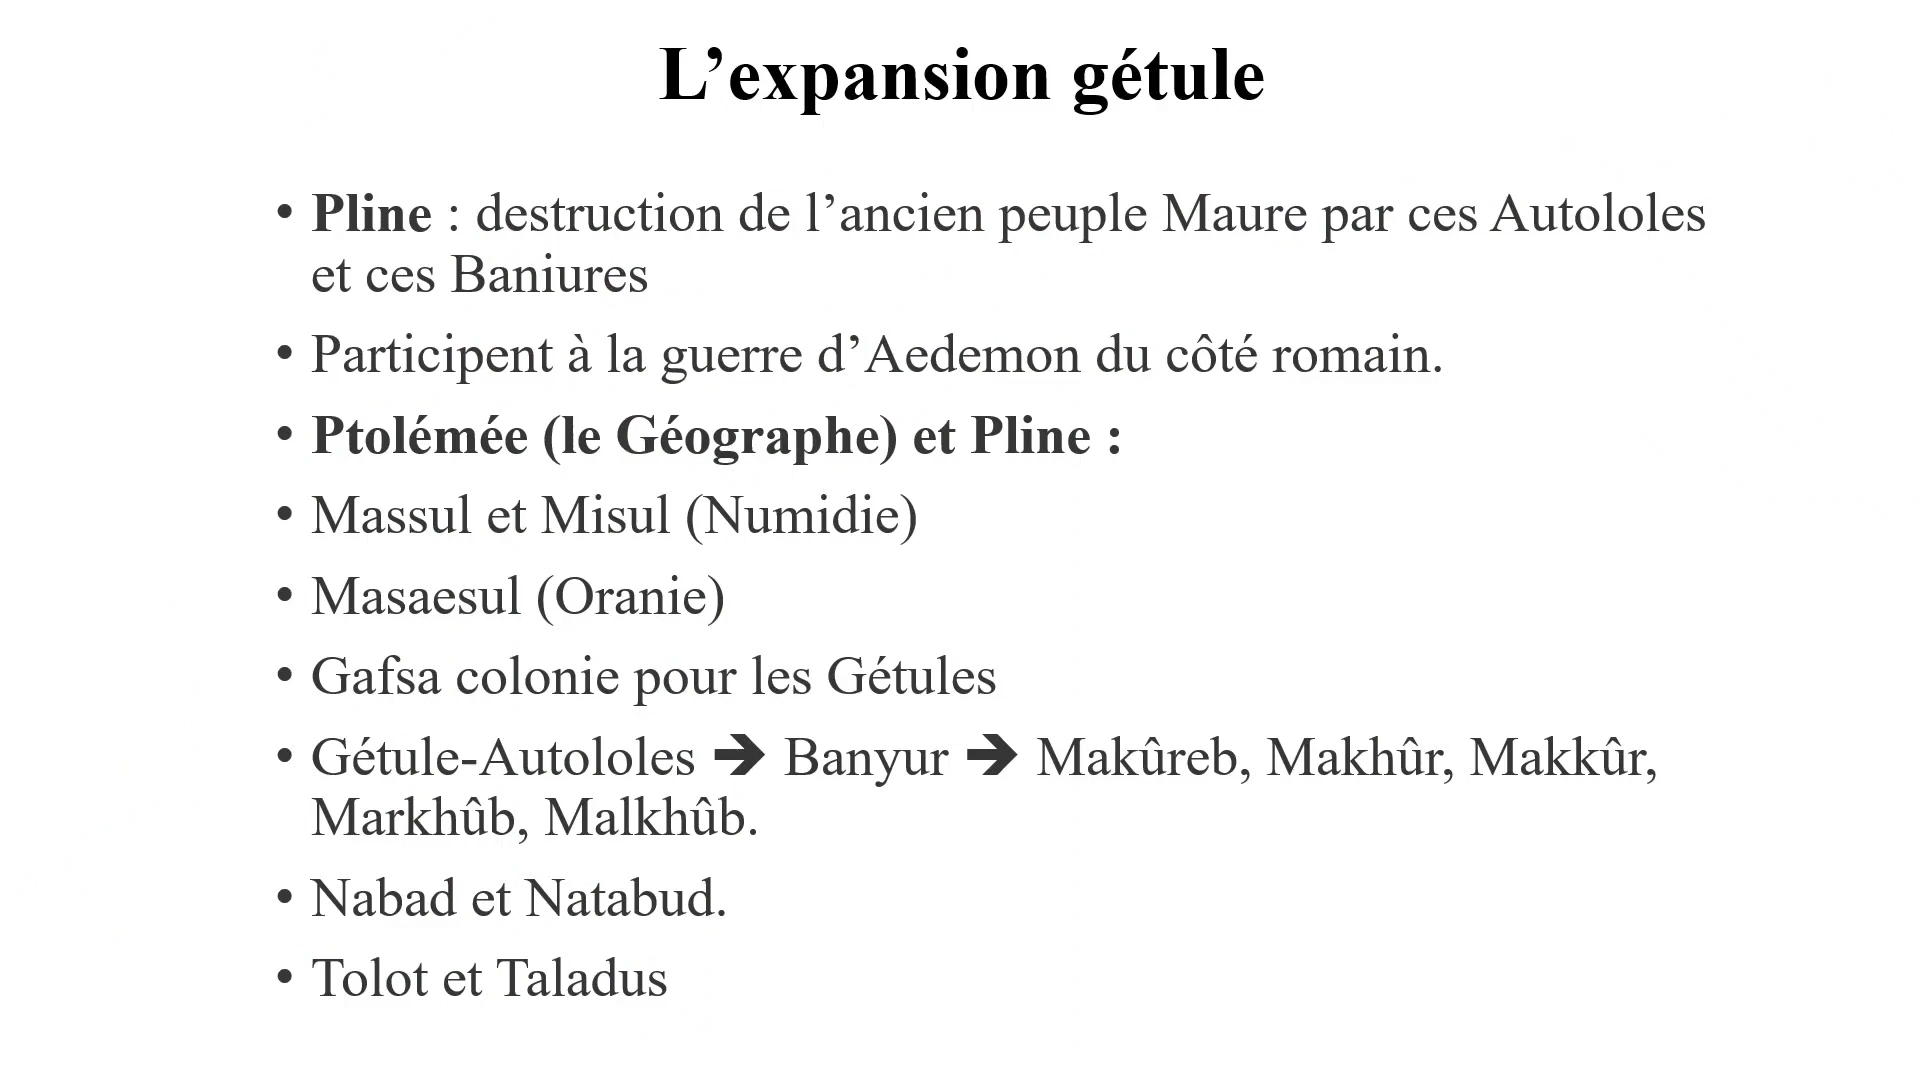 L’expansion gétule
• Pline : destruction de l’ancien peuple Maure par ces Autololes
et ces Baniures
• Participent à la guerre d’Aedemon du côté romain.
• Ptolémée (le Géographe) et Pline :
• Massul et Misul (Numidie)
• Masaesul (Oranie)
• Gafsa colonie pour les Gétules
• Gétule-Autololes ➔ Banyur ➔ Makûreb, Makhûr, Makkûr,
Markhûb, Malkhûb.
• Nabad et Natabud.
• Tolot et Taladus